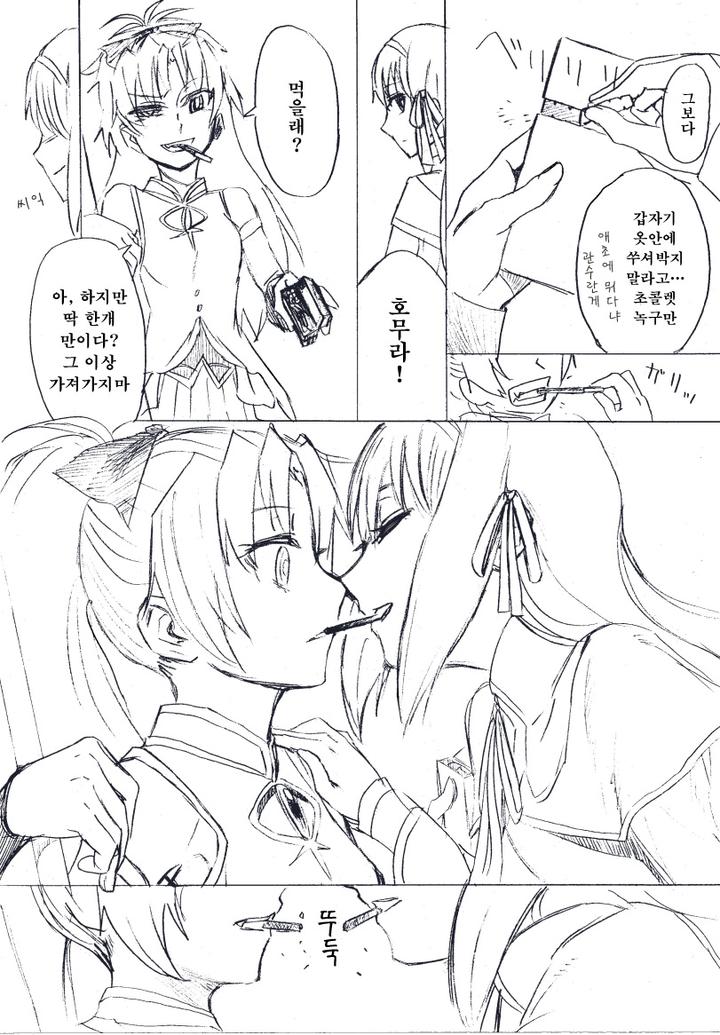 그보다
갑자기
옷안에
쑤셔박지
말라고…
초콜렛
녹구만
애초에 뭐다냐
관수란게
ガリッ
호무라!
먹을래?
씨익
아, 하지만
딱 한개
만이다?
그 이상
가져가지마
뚜둑